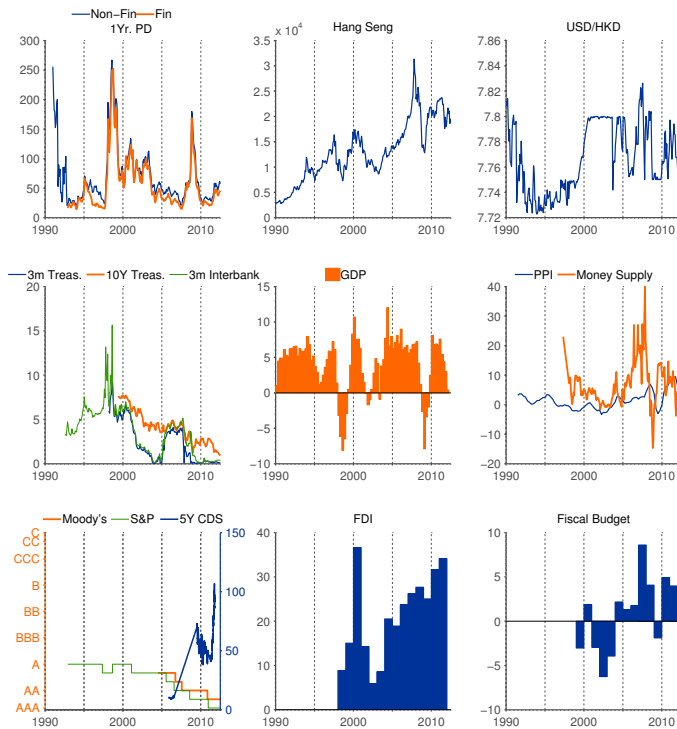 Non-Fin Fin
1Yr. PD
300
250
200
150
100
50
0
1990 2000 2010
x 10^4 Hang Seng
3.5
3
2.5
2
1.5
1
0.5
0
1990 2000 2010
USD/HKD
7.86
7.84
7.82
7.8
7.78
7.76
7.74
7.72
1990 2000 2010
3m Treas. 10Y Treas. 3m Interbank
20
15
10
5
0
1990 2000 2010
GDP
15
10
5
0
−5
−10
1990 2000 2010
PPI Money Supply
40
30
20
10
0
−10
−20
1990 2000 2010
Moody's S&P 5Y CDS
C
CC
CCC
B
BB
BBB
A
AA
AAA
150
100
50
0
1990 2000 2010
FDI
40
30
20
10
0
1990 2000 2010
Fiscal Budget
10
5
0
−5
−10
1990 2000 2010